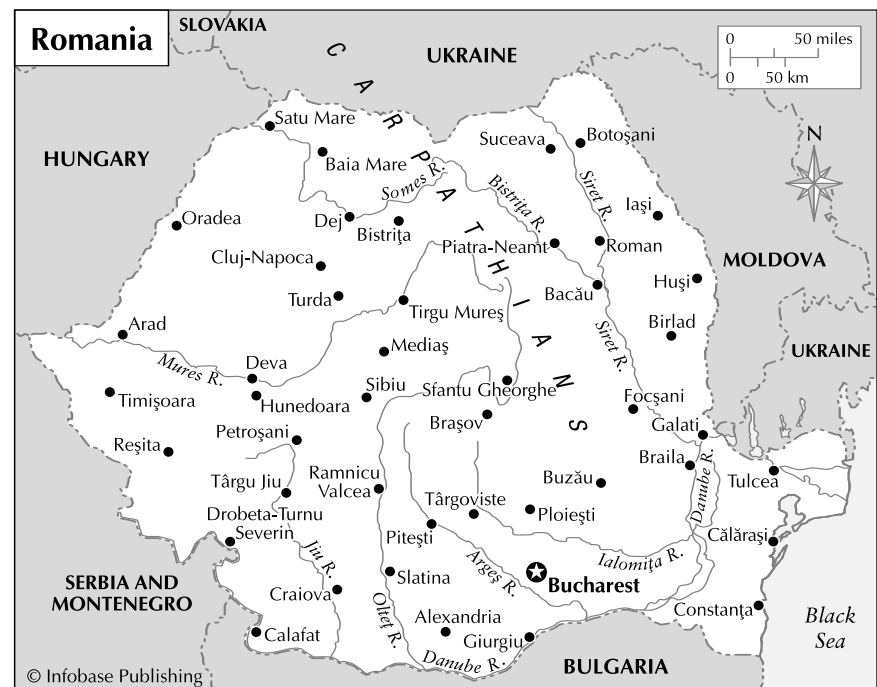 Romania
SLOVAKIA
UKRAINE
0 50 miles
0 50 km
N
CARPATHIANS
HUNGARY
Satu Mare
Baia Mare
Somes R.
Suceava
Botoşani
Bistriţa R.
Siret R.
Iaşi
Oradea
Dej
Bistriţa
Cluj-Napoca
Piatra-Neamt
Roman
MOLDOVA
Turda
Tirgu Mureş
Bacău
Huşi
Arad
Birlad
Siret R.
UKRAINE
Mures R.
Deva
Mediaş
Timişoara
Hunedoara
Sibiu
Sfantu Gheorghe
Focşani
Petroşani
Braşov
Galati
Reşita
Braila
Danube R.
Tulcea
Târgu Jiu
Ramnicu
Valcea
Buzău
Târgoviste
Ploieşti
Drobeta-Turnu
Severin
Piteşti
Călăraşi
Jiu R.
Argeş R.
Ialomiţa R.
SERBIA AND
MONTENEGRO
Craiova
Slatina
Bucharest
Constanţa
Olteţ R.
Alexandria
Black
Sea
Calafat
Giurgiu
Danube R.
BULGARIA
© Infobase Publishing